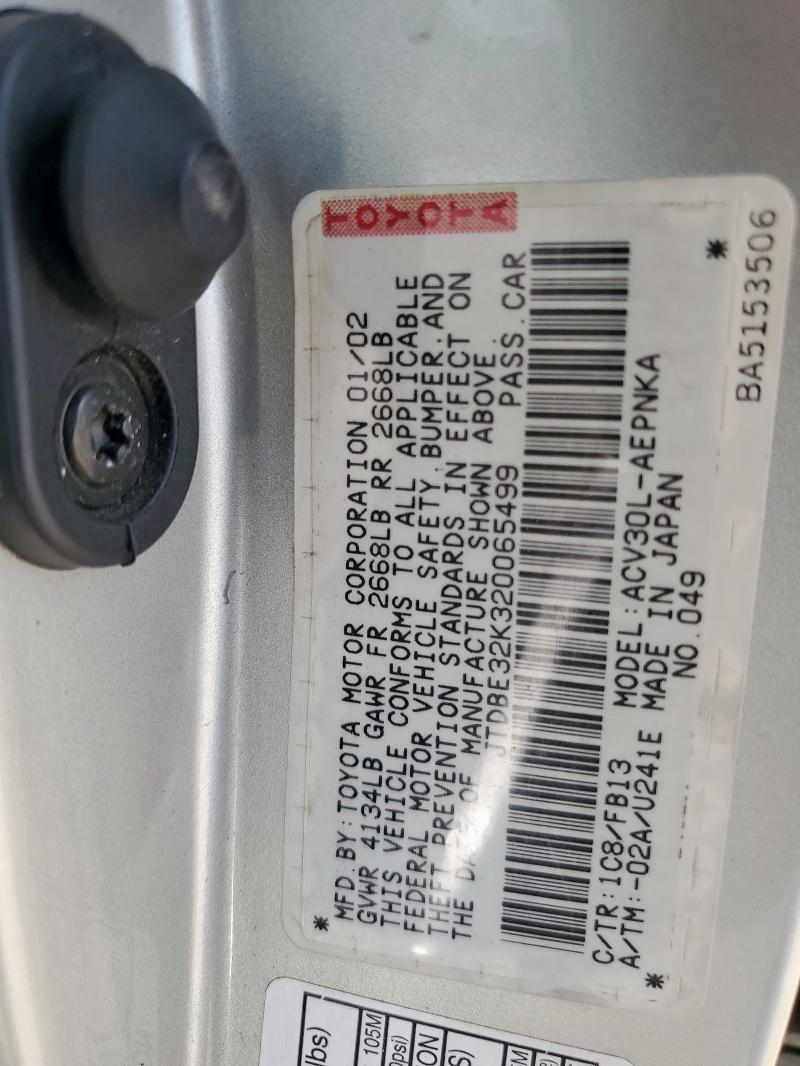 TOYOTA
MFD. BY: TOYOTA MOTOR CORPORATION 01/02
GVWR 4134LB GAWR FR 2668LB RR 2668LB
THIS VEHICLE CONFORMS TO ALL APPLICABLE
FEDERAL MOTOR VEHICLE SAFETY, BUMPER, AND
THEFT PREVENTION STANDARDS IN EFFECT ON
THE DATE OF MANUFACTURE SHOWN ABOVE.
JTDBE32K320065499 PASS. CAR
C/TR: 1C8/FB13 MODEL: ACV30L-AEPNKA
A/TM: -02A/U241E MADE IN JAPAN
NO. 049
BA5153506
lbs)
105M